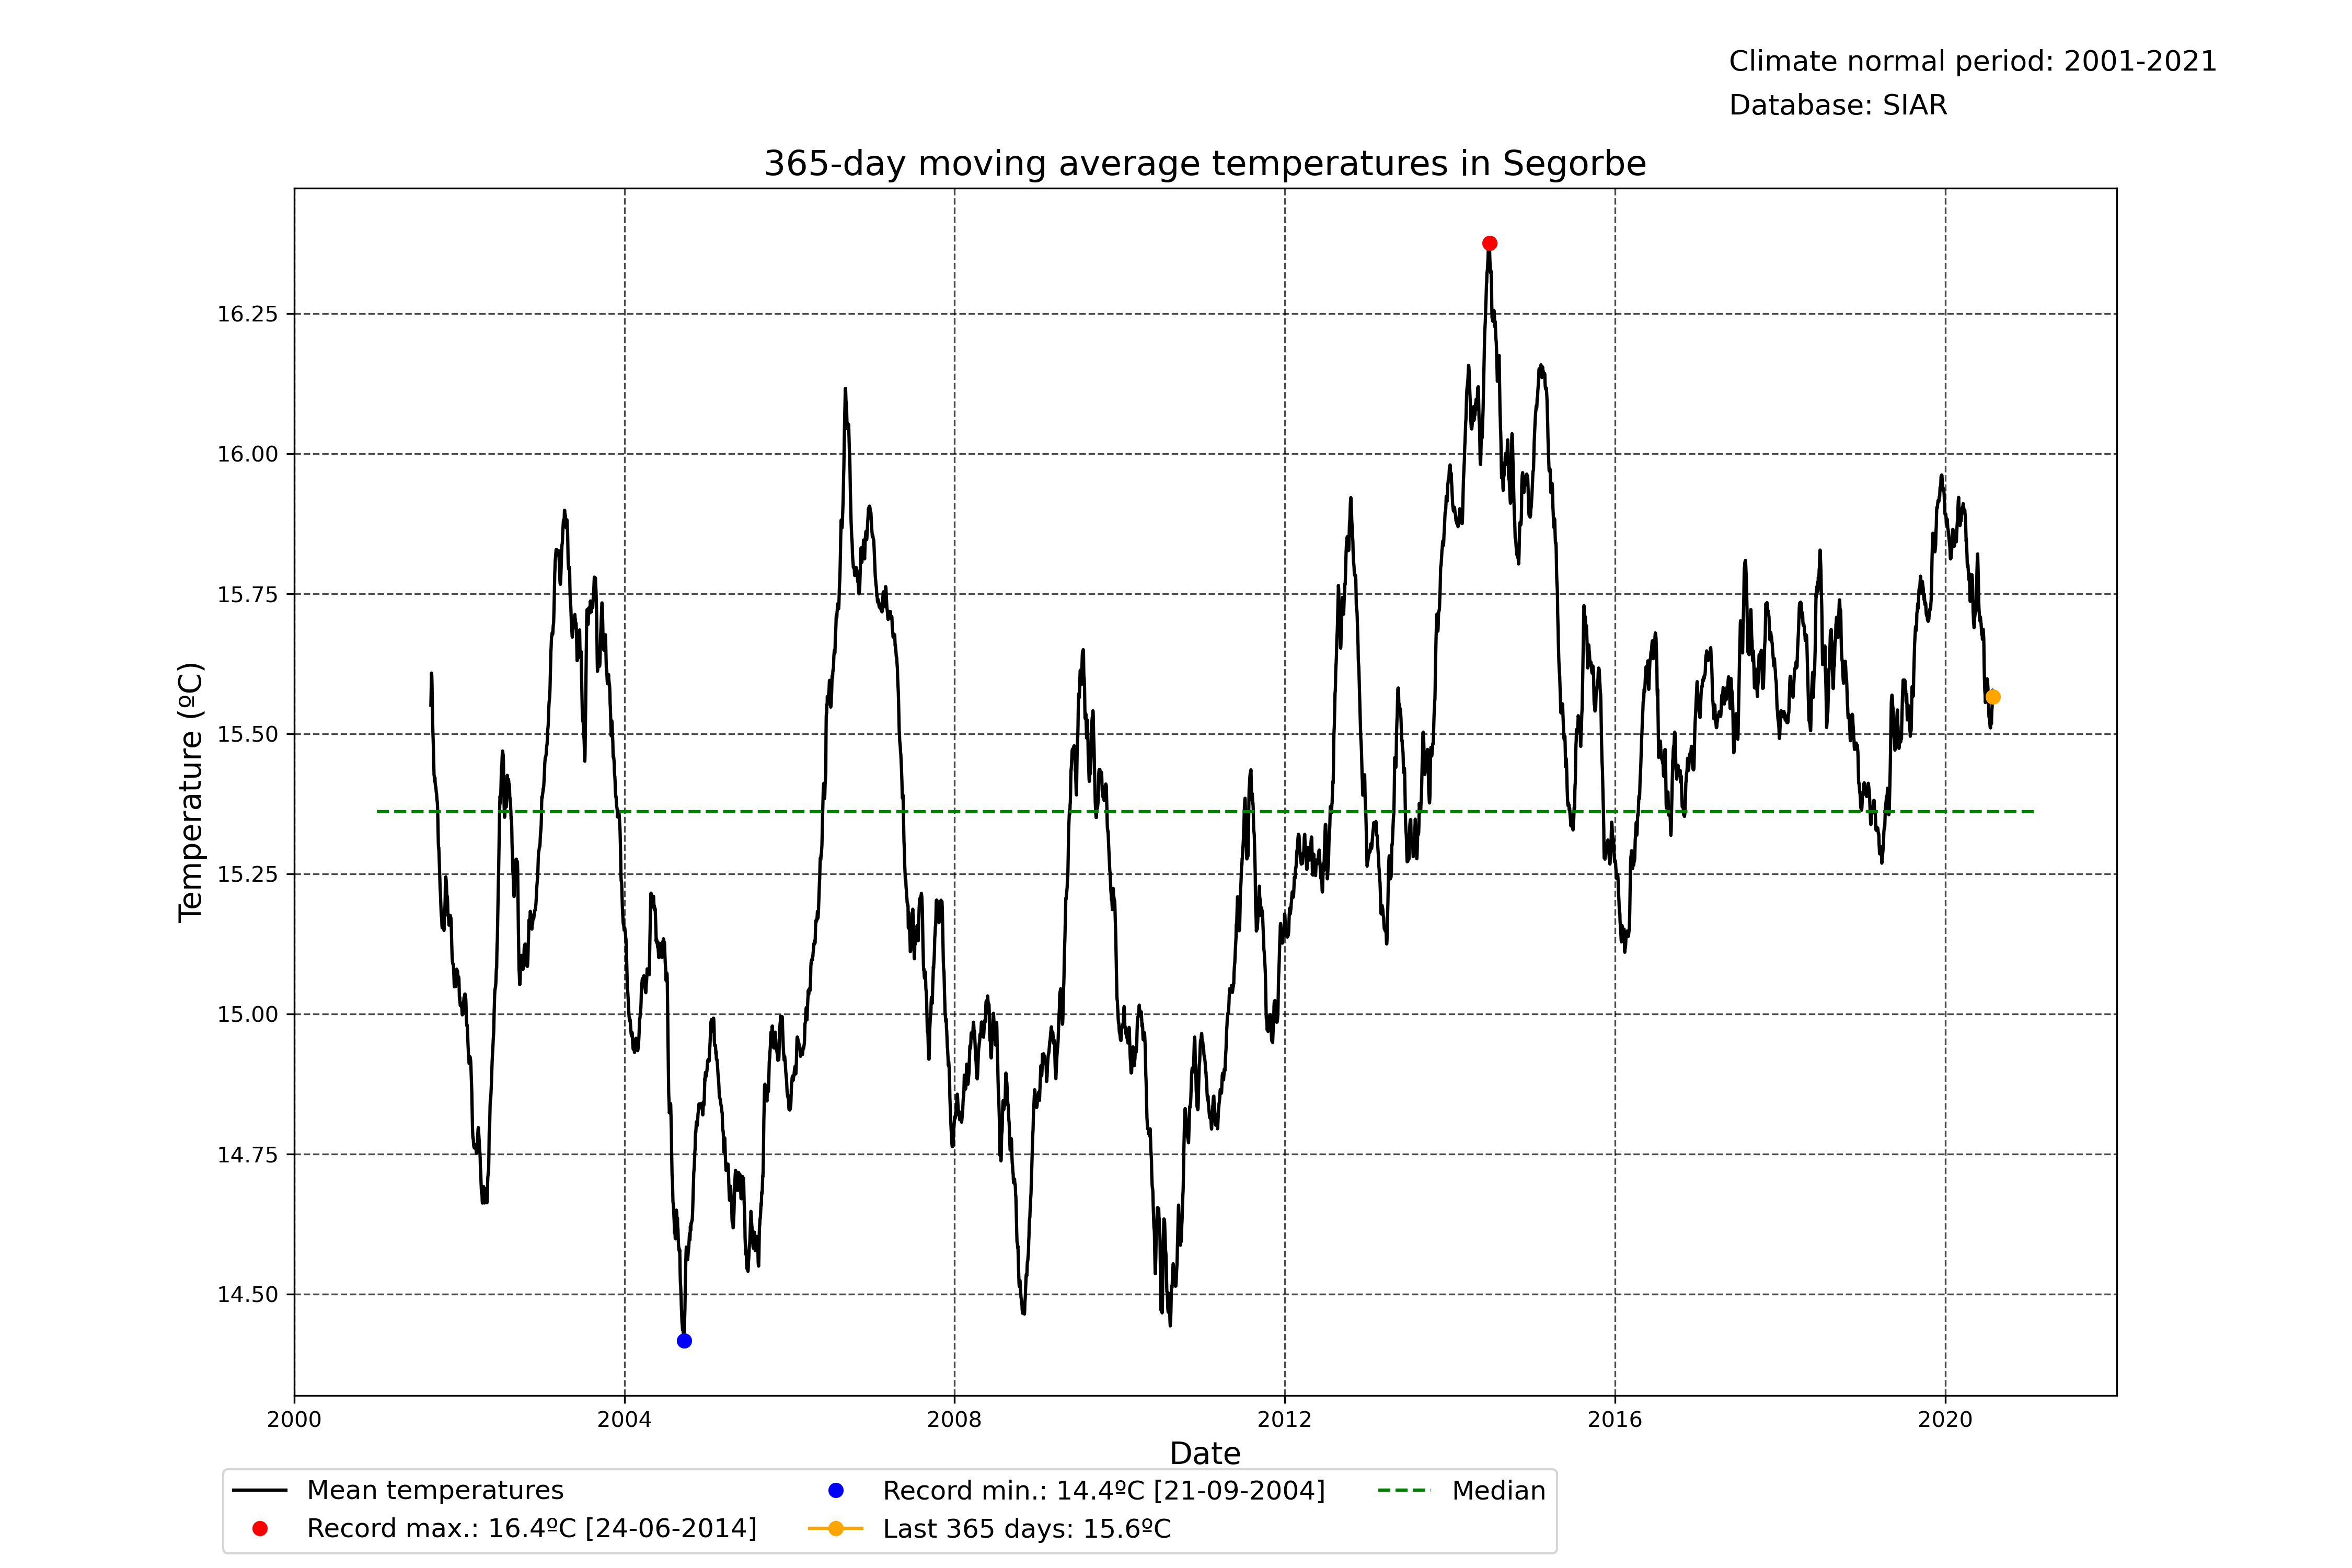 Climate normal period: 2001-2021
Database: SIAR
365-day moving average temperatures in Segorbe
Temperature (ºC)
16.25
16.00
15.75
15.50
15.25
15.00
14.75
14.50
2000 2004 2008 2012 2016 2020
Date
Mean temperatures
Record max.: 16.4ºC [24-06-2014]
Record min.: 14.4ºC [21-09-2004]
Last 365 days: 15.6ºC
Median